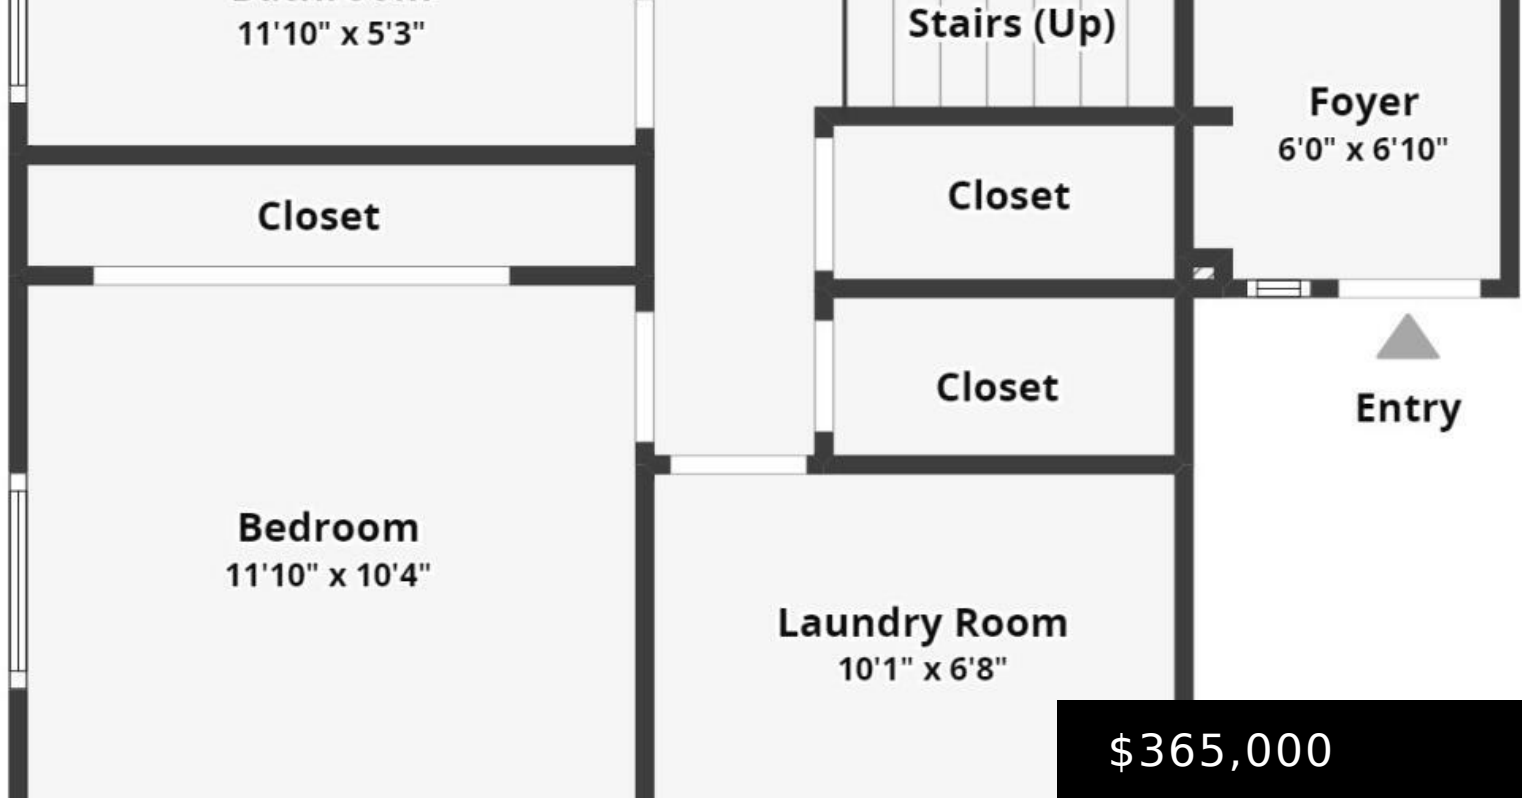 11'10" x 5'3"
Stairs (Up)
Foyer
6'0" x 6'10"
Closet
Closet
Closet
Entry
Bedroom
11'10" x 10'4"
Laundry Room
10'1" x 6'8"
$365,000